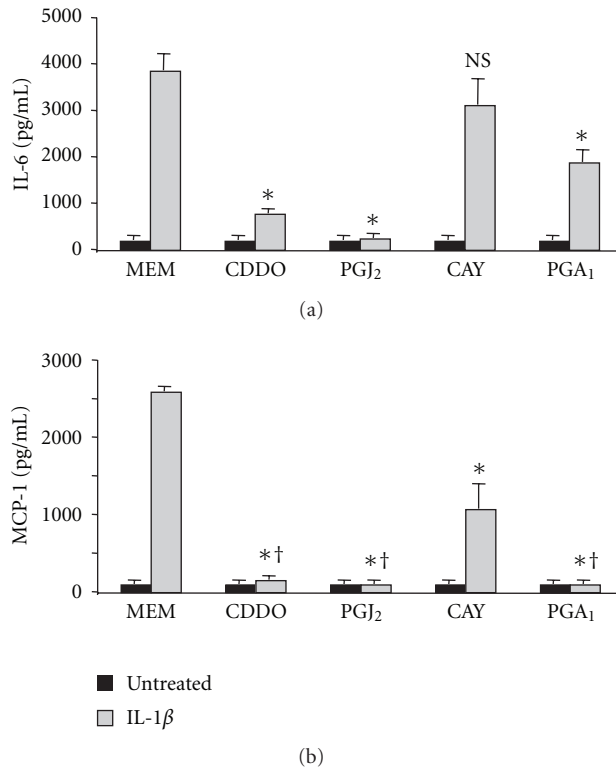 5000
4000
3000
2000
1000
0
IL-6 (pg/mL)
NS
*
*
*
MEM CDDO PGJ₂ CAY PGA₁
(a)
3000
2000
1000
0
MCP-1 (pg/mL)
*† *† * *†
MEM CDDO PGJ₂ CAY PGA₁
Untreated
IL-1β
(b)